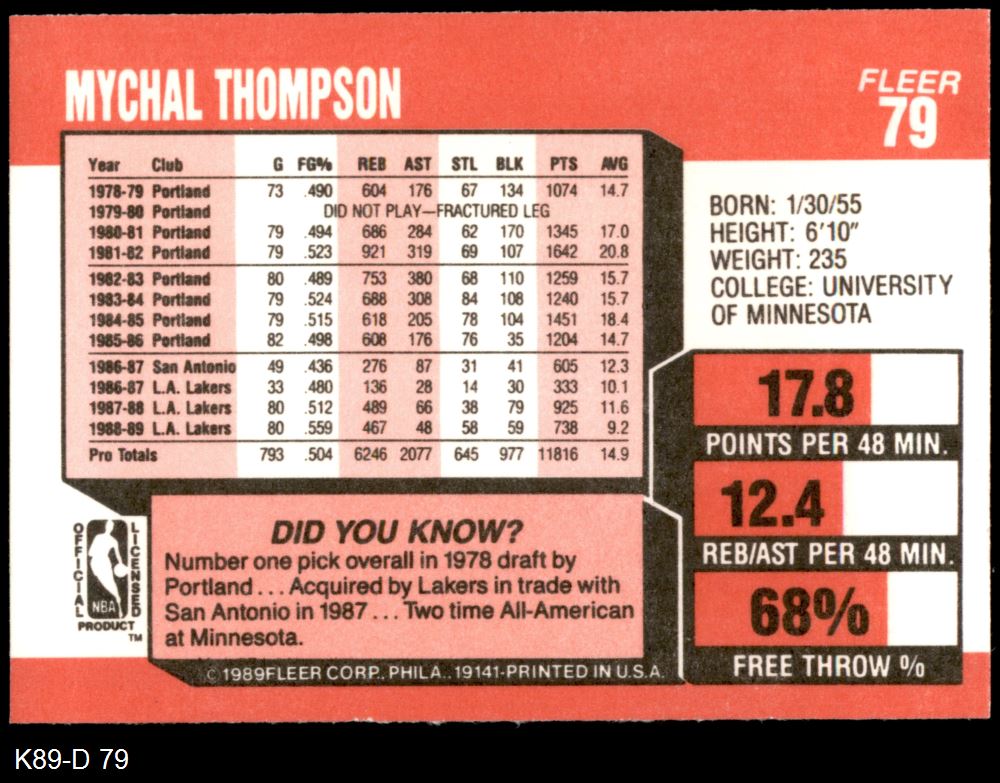 MYCHAL THOMPSON
FLEER
79
Year Club G FG% REB AST STL BLK PTS AVG
1978-79 Portland 73 .490 604 176 67 134 1074 14.7
1979-80 Portland DID NOT PLAY—FRACTURED LEG
1980-81 Portland 79 .494 686 284 62 170 1345 17.0
1981-82 Portland 79 .523 921 319 69 107 1642 20.8
1982-83 Portland 80 .489 753 380 68 110 1259 15.7
1983-84 Portland 79 .524 688 308 84 108 1240 15.7
1984-85 Portland 79 .515 618 205 78 104 1451 18.4
1985-86 Portland 82 .498 608 176 76 35 1204 14.7
1986-87 San Antonio 49 .436 276 87 31 41 605 12.3
1986-87 L.A. Lakers 33 .480 136 28 14 30 333 10.1
1987-88 L.A. Lakers 80 .512 489 66 38 79 925 11.6
1988-89 L.A. Lakers 80 .559 467 48 58 59 738 9.2
Pro Totals 793 .504 6246 2077 645 977 11816 14.9
BORN: 1/30/55
HEIGHT: 6'10"
WEIGHT: 235
COLLEGE: UNIVERSITY
OF MINNESOTA
17.8
POINTS PER 48 MIN.
12.4
REB/AST PER 48 MIN.
68%
FREE THROW %
DID YOU KNOW?
Number one pick overall in 1978 draft by
Portland . . . Acquired by Lakers in trade with
San Antonio in 1987 . . . Two time All-American
at Minnesota.
OFFICIAL
NBA
LICENSED
PRODUCT
TM
© 1989 FLEER CORP., PHILA., 19141-PRINTED IN U.S.A.
K89-D 79